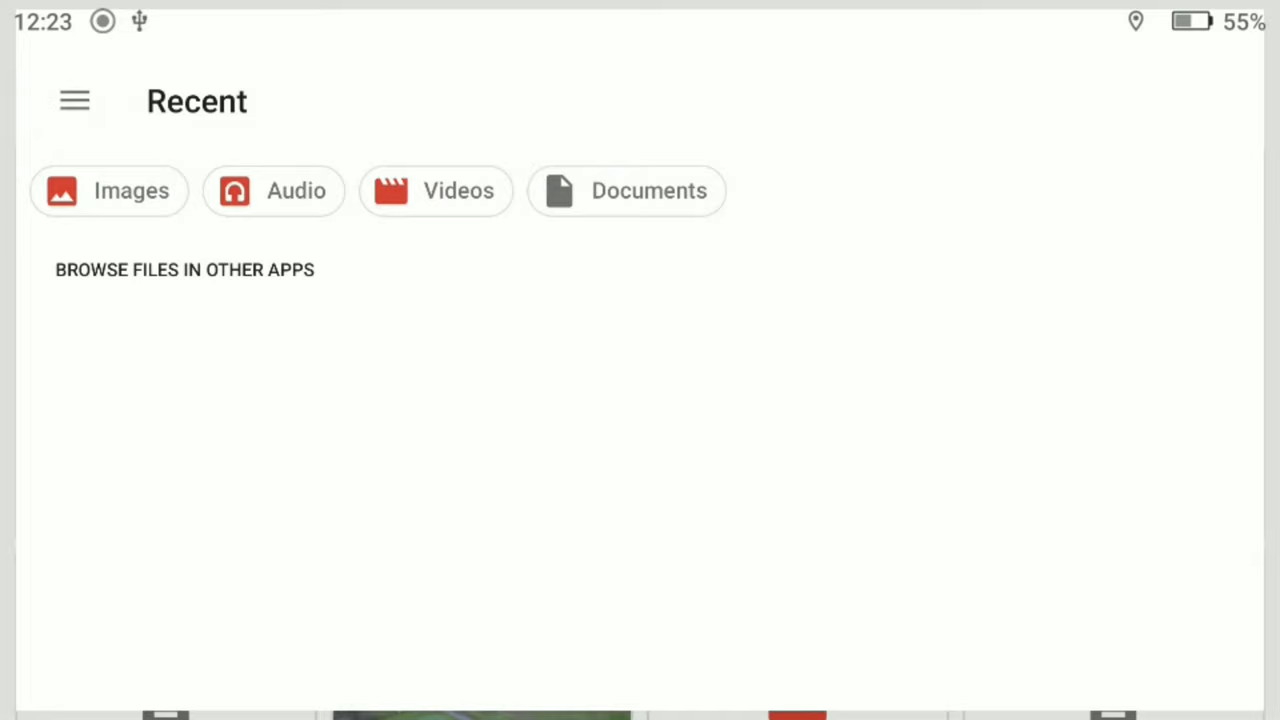 12:23 55%
Recent
Images Audio Videos Documents
BROWSE FILES IN OTHER APPS